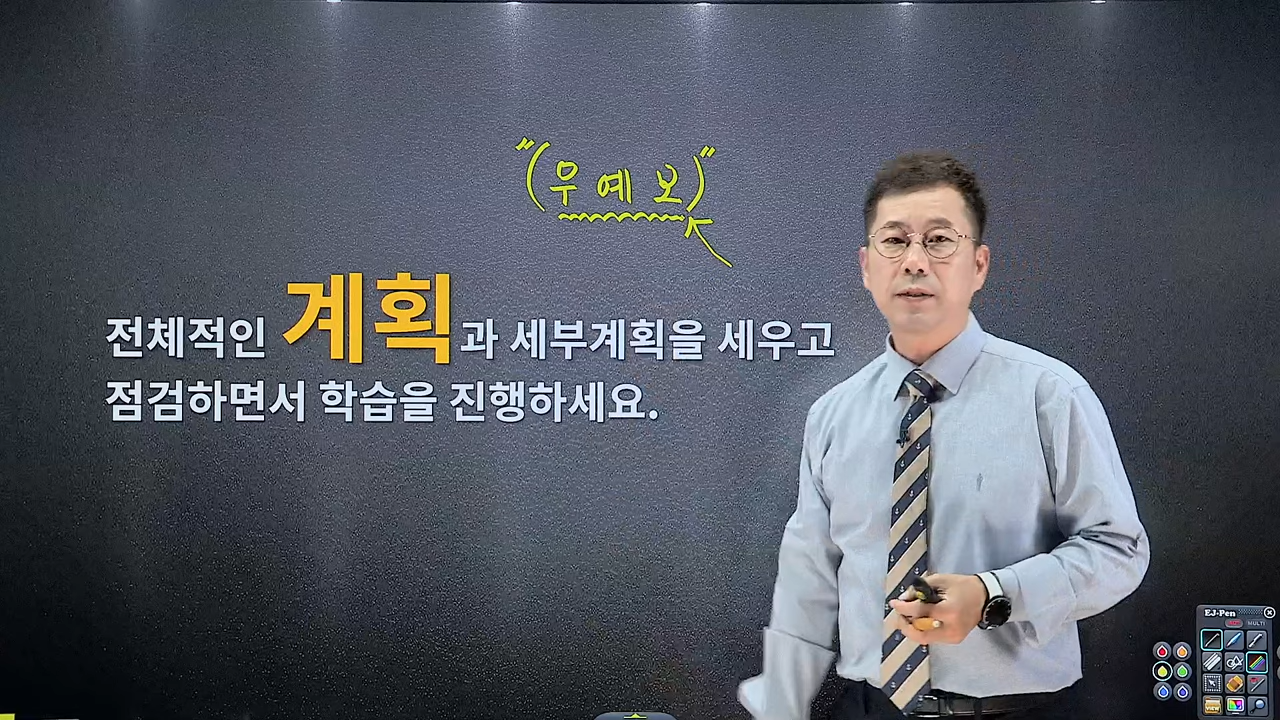 "(우예보)"
전체적인 계획과 세부계획을 세우고
점검하면서 학습을 진행하세요.
EJ-Pen
MULTI
VIEW